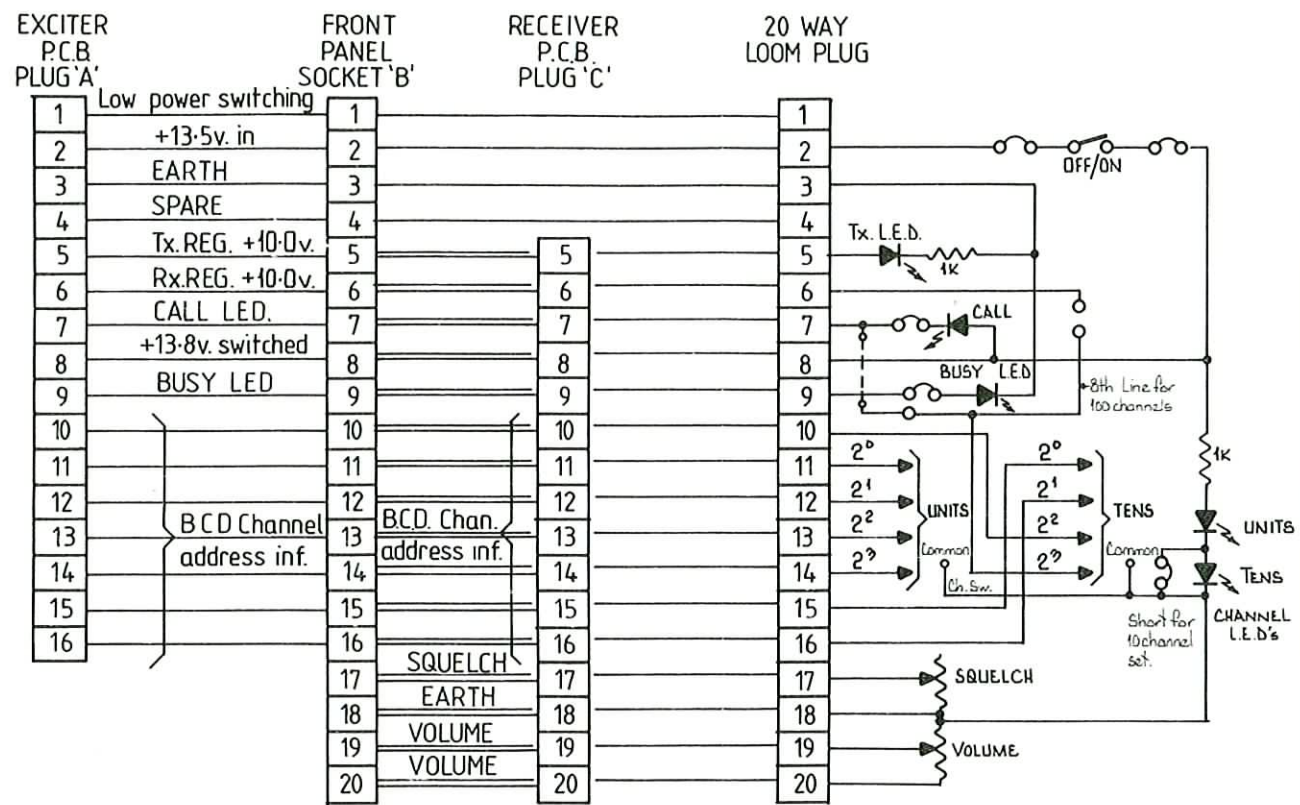 EXCITER
P.C.B.
PLUG 'A'
FRONT
PANEL
SOCKET 'B'
RECEIVER
P.C.B.
PLUG 'C'
20 WAY
LOOM PLUG
1
2
3
4
5
6
7
8
9
10
11
12
13
14
15
16
Low power switching
+13·5v. in
EARTH
SPARE
Tx.REG. +10·0v.
Rx.REG. +10·0v.
CALL LED.
+13·8v. switched
BUSY LED
BCD Channel
address inf.
1
2
3
4
5
6
7
8
9
10
11
12
13
14
15
16
17
18
19
20
B.C.D. Chan.
address inf.
SQUELCH
EARTH
VOLUME
VOLUME
5
6
7
8
9
10
11
12
13
14
15
16
17
18
19
20
1
2
3
4
5
6
7
8
9
10
11
12
13
14
15
16
17
18
19
20
OFF/ON
Tx. L.E.D.
1K
CALL
BUSY L.E.D
8th Line for
100 channels
2⁰
2¹
2²
2³
UNITS
Common
Ch. Sw.
2⁰
2¹
2²
2³
TENS
Common
1K
UNITS
TENS
CHANNEL
L.E.D's
Short for
10 channel
set.
SQUELCH
VOLUME